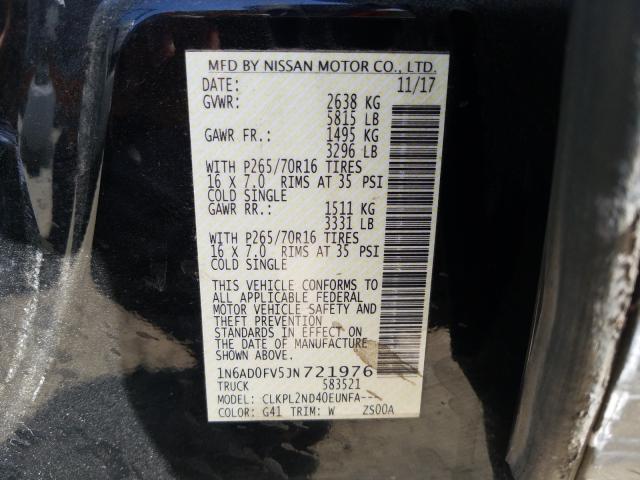 MFD BY NISSAN MOTOR CO., LTD.
DATE: 11/17
GVWR: 2638 KG
5815 LB
GAWR FR.: 1495 KG
3296 LB
WITH P265/70R16 TIRES
16 X 7.0 RIMS AT 35 PSI
COLD SINGLE
GAWR RR.: 1511 KG
3331 LB
WITH P265/70R16 TIRES
16 X 7.0 RIMS AT 35 PSI
COLD SINGLE
THIS VEHICLE CONFORMS TO
ALL APPLICABLE FEDERAL
MOTOR VEHICLE SAFETY AND
THEFT PREVENTION
STANDARDS IN EFFECT ON
THE DATE OF MANUFACTURE
SHOWN ABOVE.
1N6AD0FV5JN721976
TRUCK 583521
MODEL: CLKPL2ND40EUNFA---
COLOR: G41 TRIM: W ZS00A